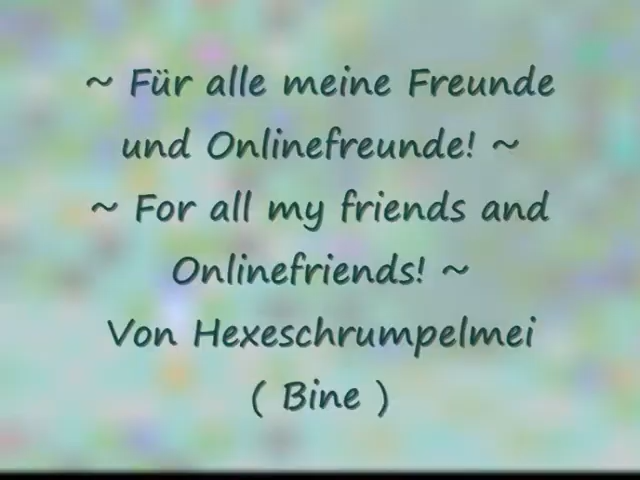 ~ Für alle meine Freunde
und Onlinefreunde! ~
~ For all my friends and
Onlinefriends! ~
Von Hexeschrumpelmei
( Bine )